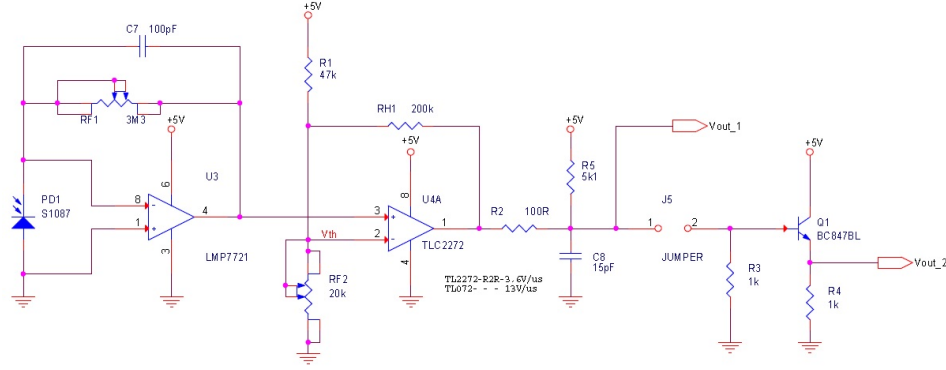 C7 100pF
+5V
R1
47k
RF1 3M3
+5V
RH1 200k
+5V
+5V
Vout_1
+5V
U3
6
8
-
1
+
4
3
LMP7721
PD1
S1087
U4A
8
3
+
2
-
1
4
TLC2272
Vth
R2 100R
R5
5k1
J5
1 2
JUMPER
Q1
BC847BL
Vout_2
C8
15pF
RF2
20k
TL2272-R2R-3.6V/us
TL072- - - 13V/us
R3
1k
R4
1k